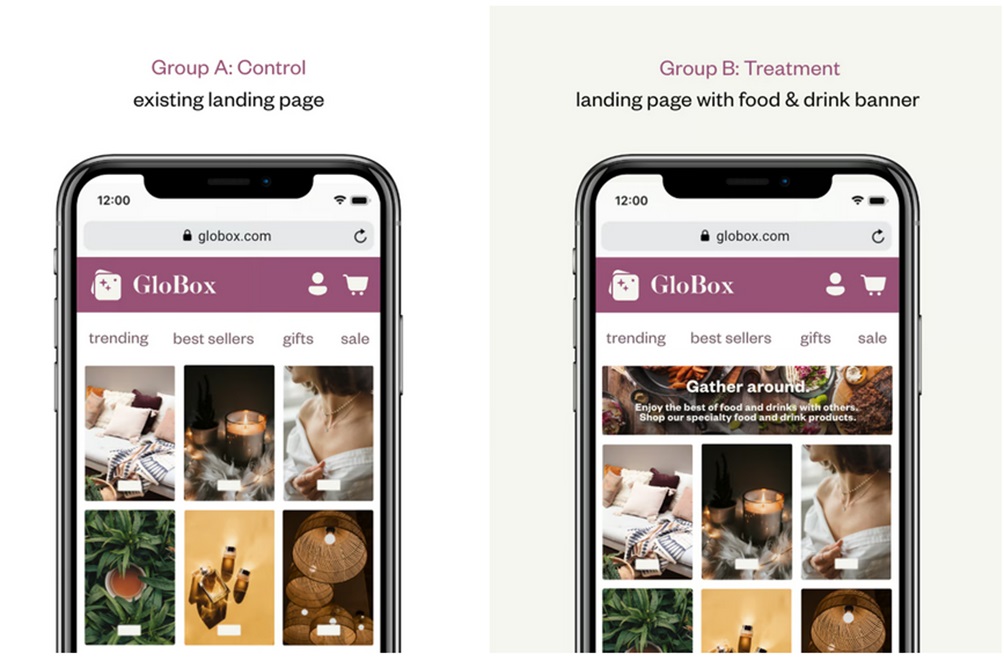 Group A: Control
existing landing page
12:00
globox.com
GloBox
trending best sellers gifts sale
Group B: Treatment
landing page with food & drink banner
12:00
globox.com
GloBox
trending best sellers gifts sale
Gather around.
Enjoy the best of food and drinks with others.
Shop our specialty food and drink products.